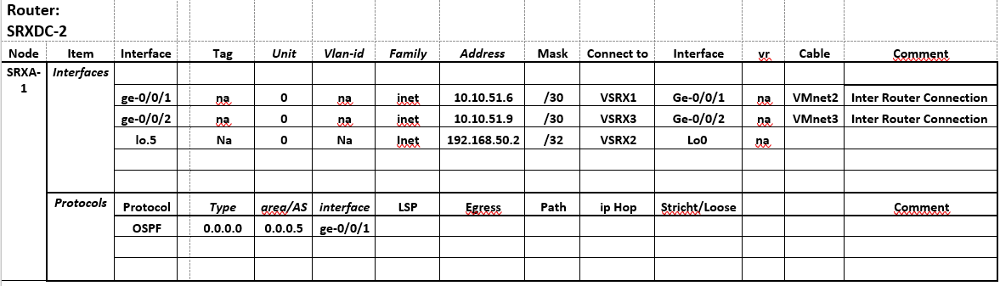 Router:
SRXDC-2
Node Item Interface Tag Unit Vlan-id Family Address Mask Connect to Interface vr Cable Comment
SRXA-1 Interfaces
ge-0/0/1 na 0 na inet 10.10.51.6 /30 VSRX1 Ge-0/0/1 na VMnet2 Inter Router Connection
ge-0/0/2 na 0 na inet 10.10.51.9 /30 VSRX3 Ge-0/0/2 na VMnet3 Inter Router Connection
lo.5 Na 0 Na Inet 192.168.50.2 /32 VSRX2 Lo0 na
Protocols Protocol Type area/AS interface LSP Egress Path ip Hop Stricht/Loose Comment
OSPF 0.0.0.0 0.0.0.5 ge-0/0/1